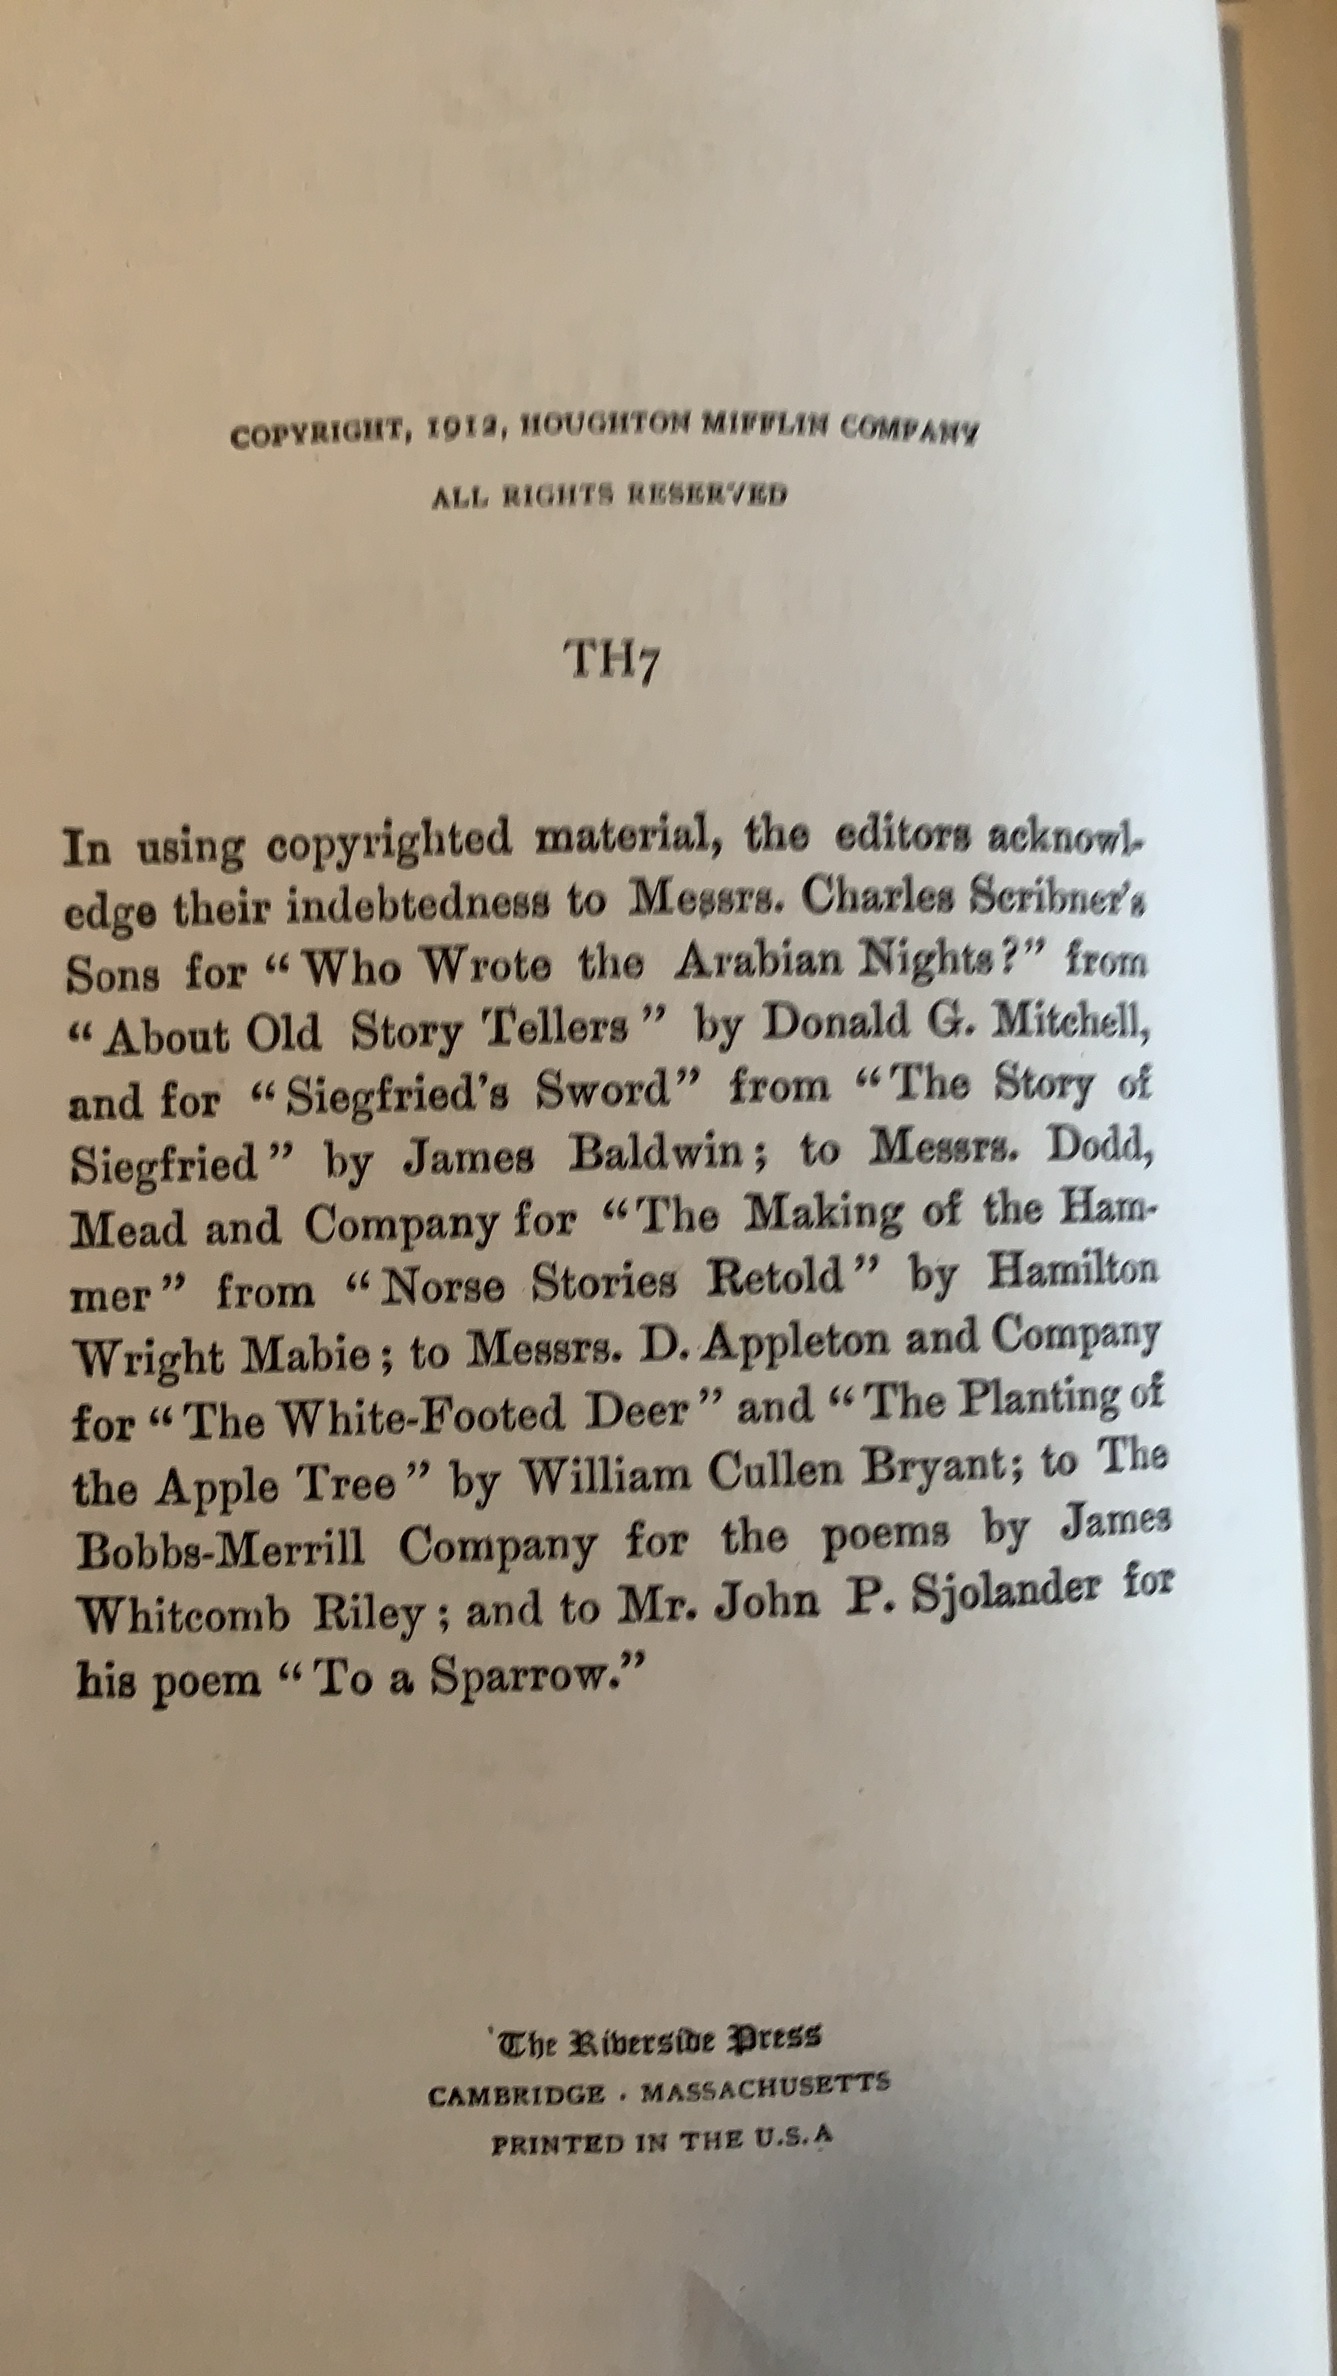 COPYRIGHT, 1912, HOUGHTON MIFFLIN COMPANY
ALL RIGHTS RESERVED
TH7
In using copyrighted material, the editors acknowl-
edge their indebtedness to Messrs. Charles Scribner's
Sons for “Who Wrote the Arabian Nights?” from
“About Old Story Tellers” by Donald G. Mitchell,
and for “Siegfried's Sword” from “The Story of
Siegfried” by James Baldwin; to Messrs. Dodd,
Mead and Company for “The Making of the Ham-
mer” from “Norse Stories Retold” by Hamilton
Wright Mabie; to Messrs. D. Appleton and Company
for “The White-Footed Deer” and “The Planting of
the Apple Tree” by William Cullen Bryant; to The
Bobbs-Merrill Company for the poems by James
Whitcomb Riley; and to Mr. John P. Sjolander for
his poem “To a Sparrow.”
The Riverside Press
CAMBRIDGE . MASSACHUSETTS
PRINTED IN THE U.S.A